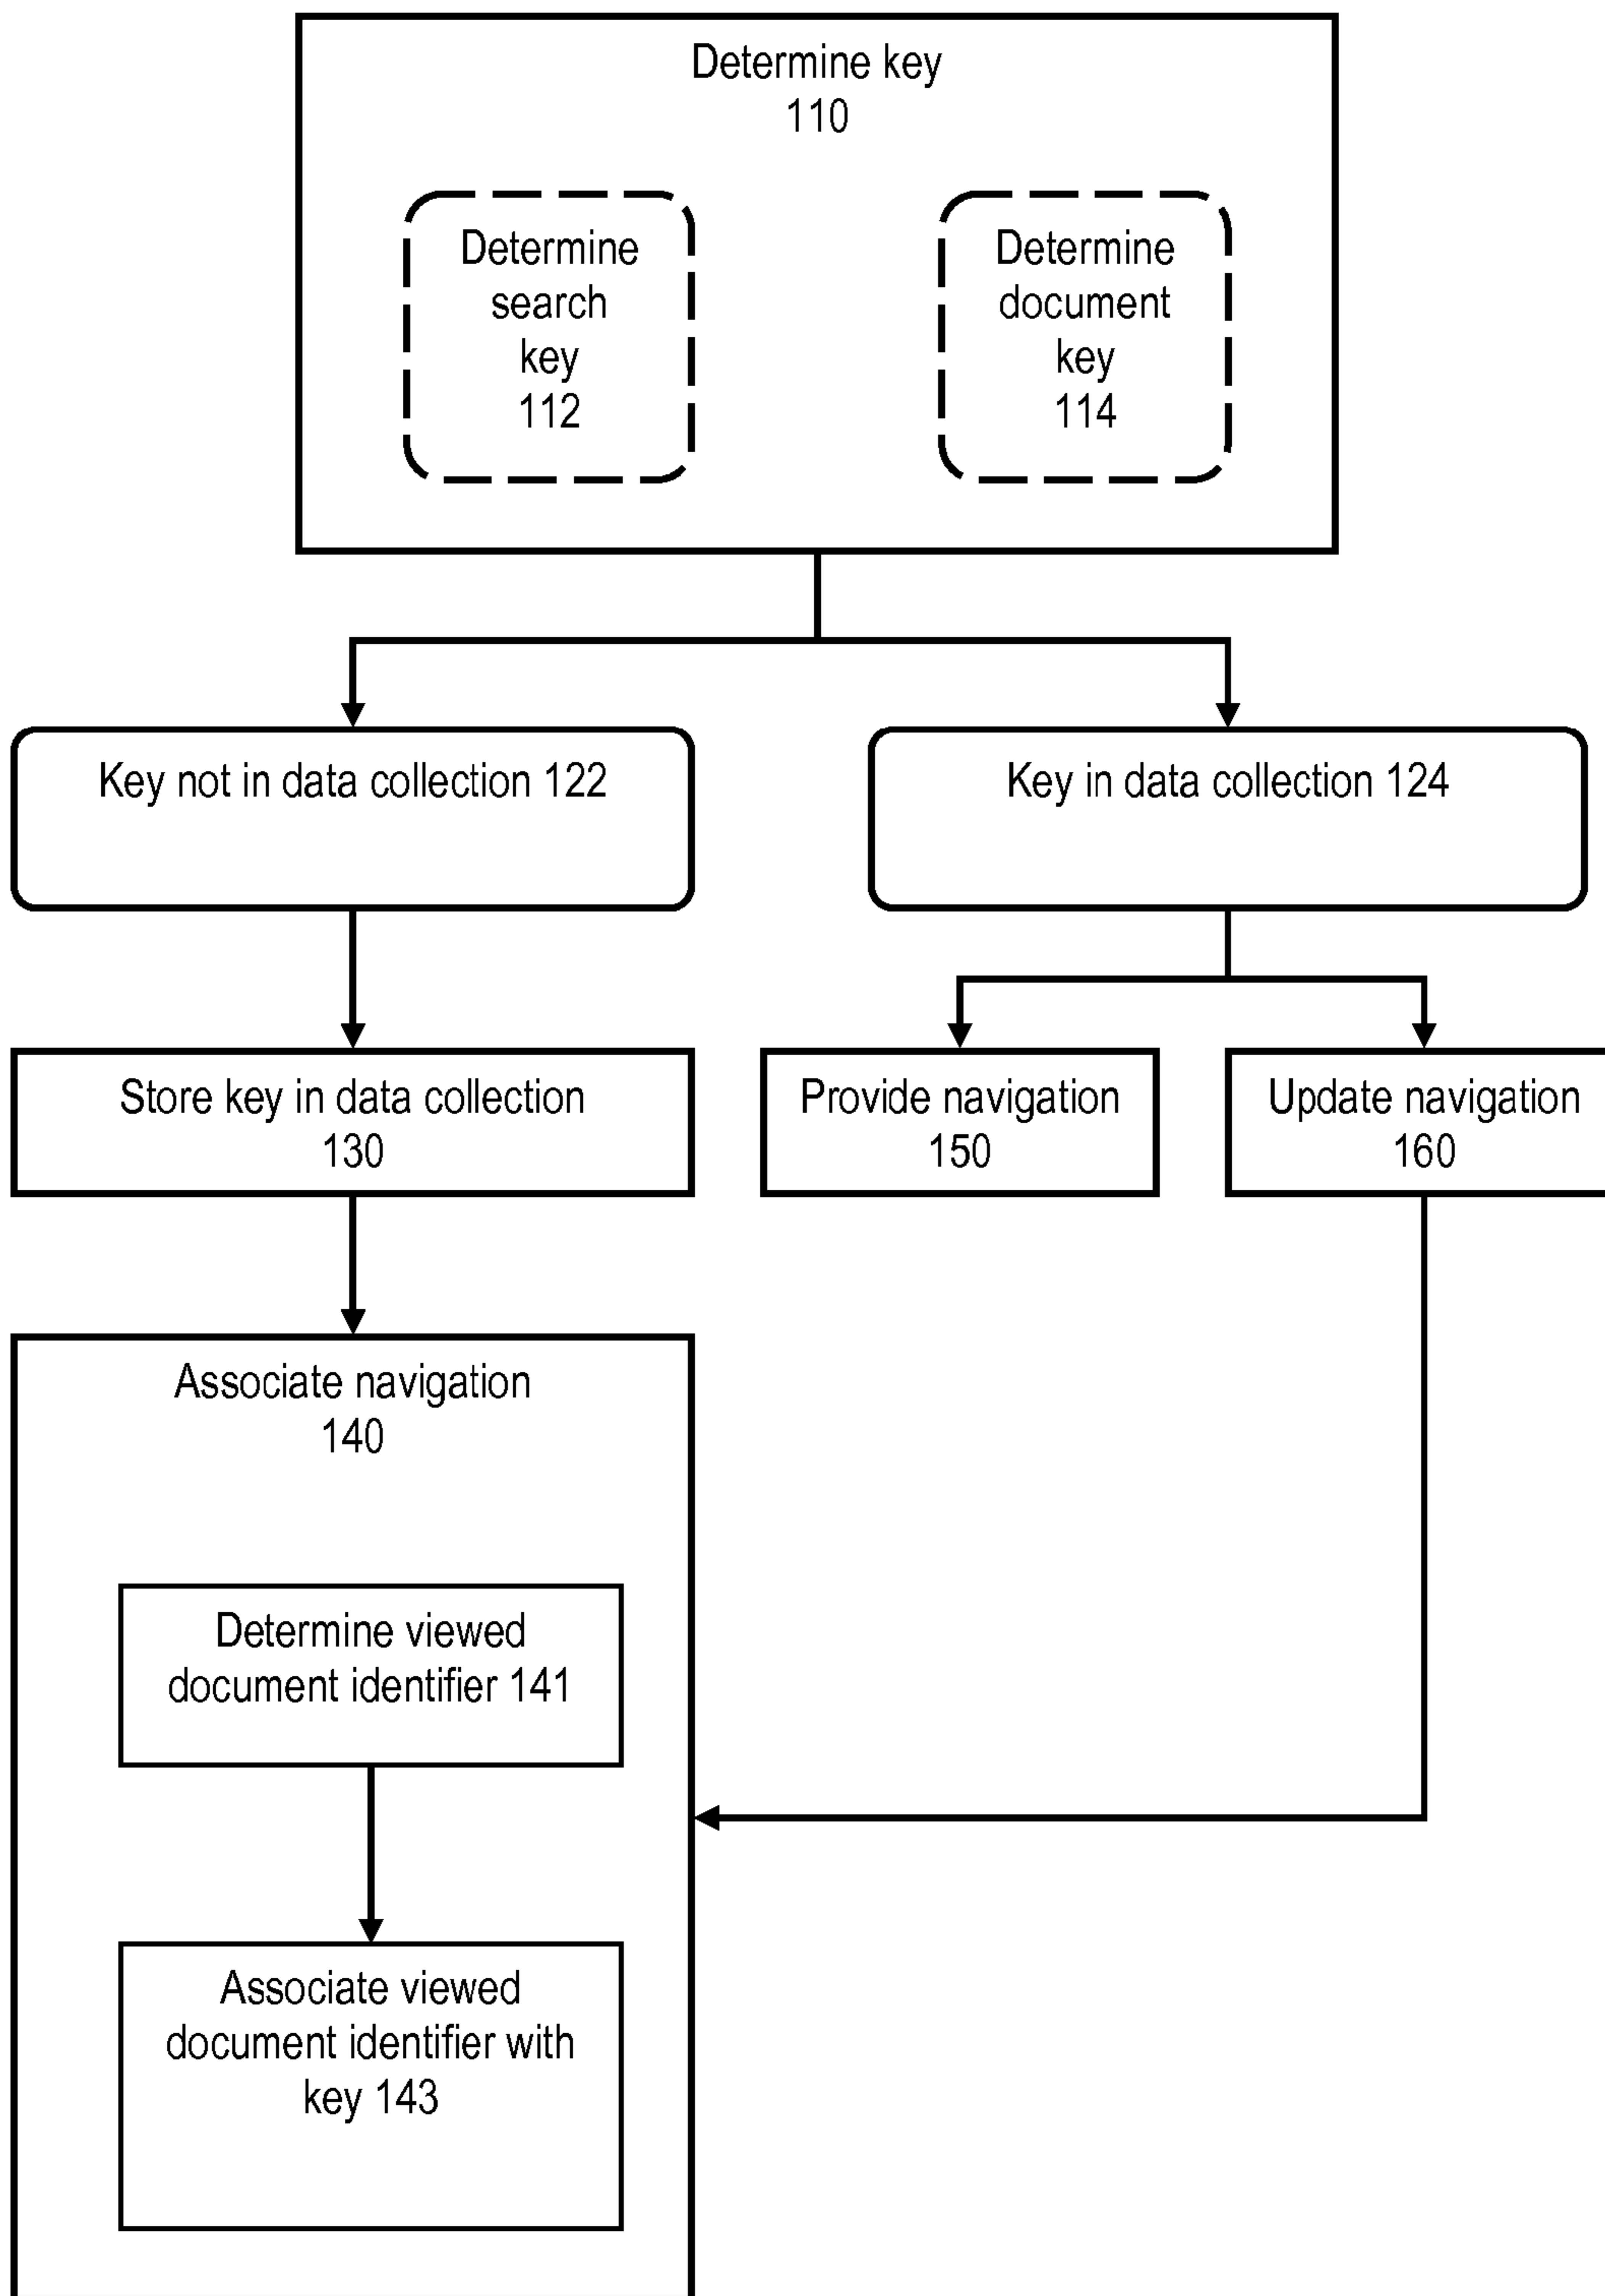 Determine key
110
Determine
search
key
112
Determine
document
key
114
Key not in data collection 122
Key in data collection 124
Store key in data collection
130
Provide navigation
150
Update navigation
160
Associate navigation
140
Determine viewed
document identifier 141
Associate viewed
document identifier with
key 143